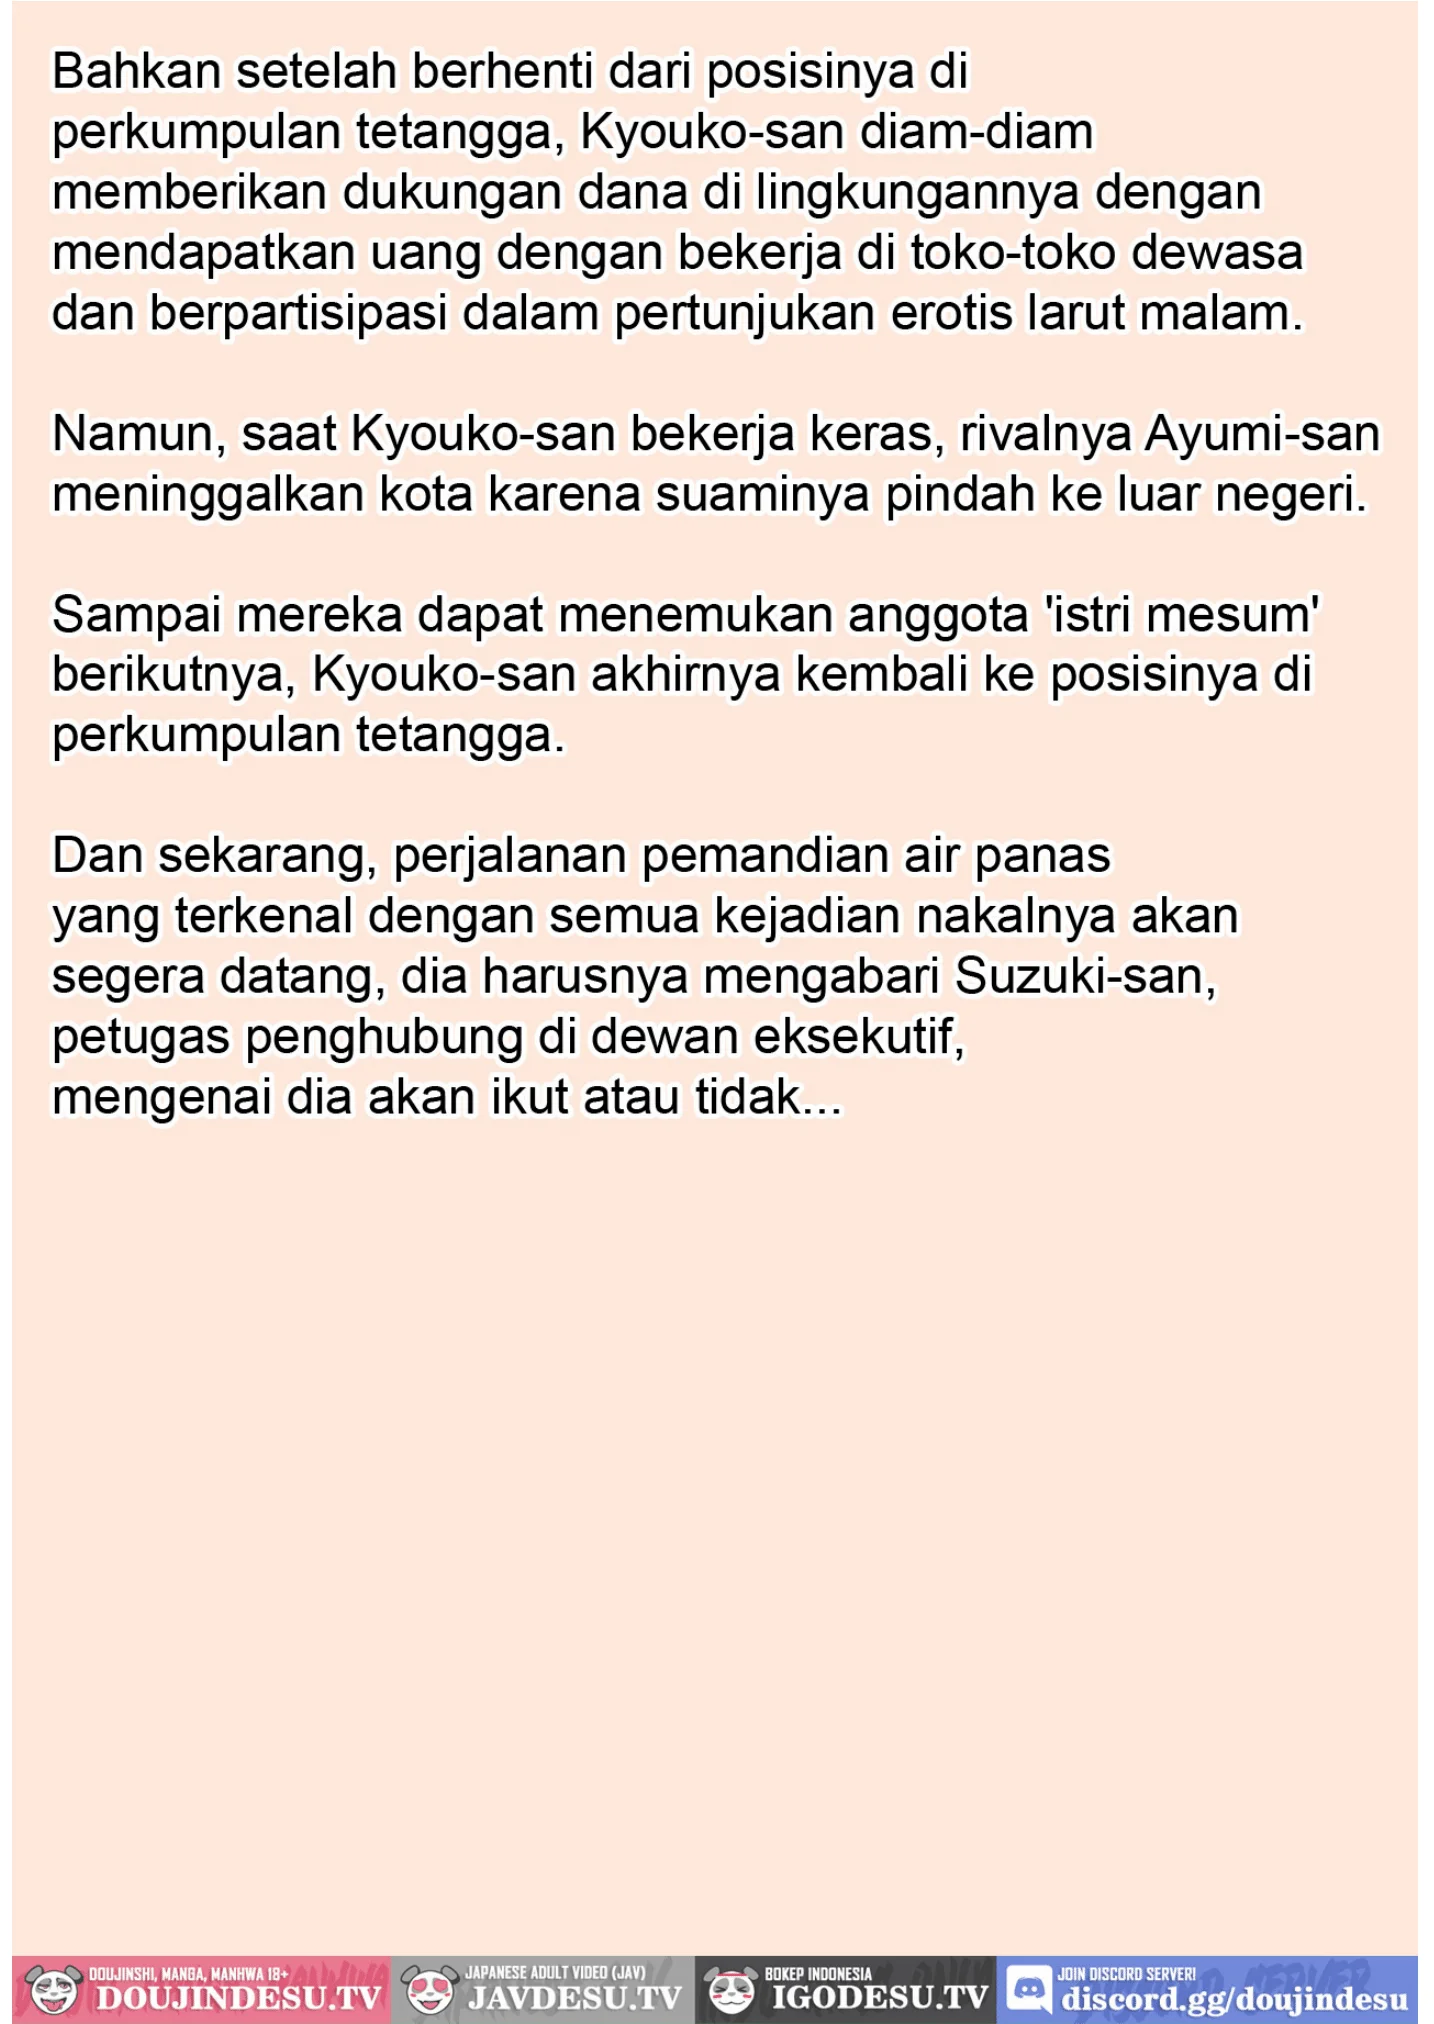 Bahkan setelah berhenti dari posisinya di
perkumpulan tetangga, Kyouko-san diam-diam
memberikan dukungan dana di lingkungannya dengan
mendapatkan uang dengan bekerja di toko-toko dewasa
dan berpartisipasi dalam pertunjukan erotis larut malam.
Namun, saat Kyouko-san bekerja keras, rivalnya Ayumi-san
meninggalkan kota karena suaminya pindah ke luar negeri.
Sampai mereka dapat menemukan anggota 'istri mesum'
berikutnya, Kyouko-san akhirnya kembali ke posisinya di
perkumpulan tetangga.
Dan sekarang, perjalanan pemandian air panas
yang terkenal dengan semua kejadian nakalnya akan
segera datang, dia harusnya mengabari Suzuki-san,
petugas penghubung di dewan eksekutif,
mengenai dia akan ikut atau tidak...
DOUJINSHI, MANGA, MANHWA 18+
DOUJINDESU.TV
JAPANESE ADULT VIDEO (JAV)
JAVDESU.TV
BOKEP INDONESIA
IGODESU.TV
JOIN DISCORD SERVER!
discord.gg/doujindesu